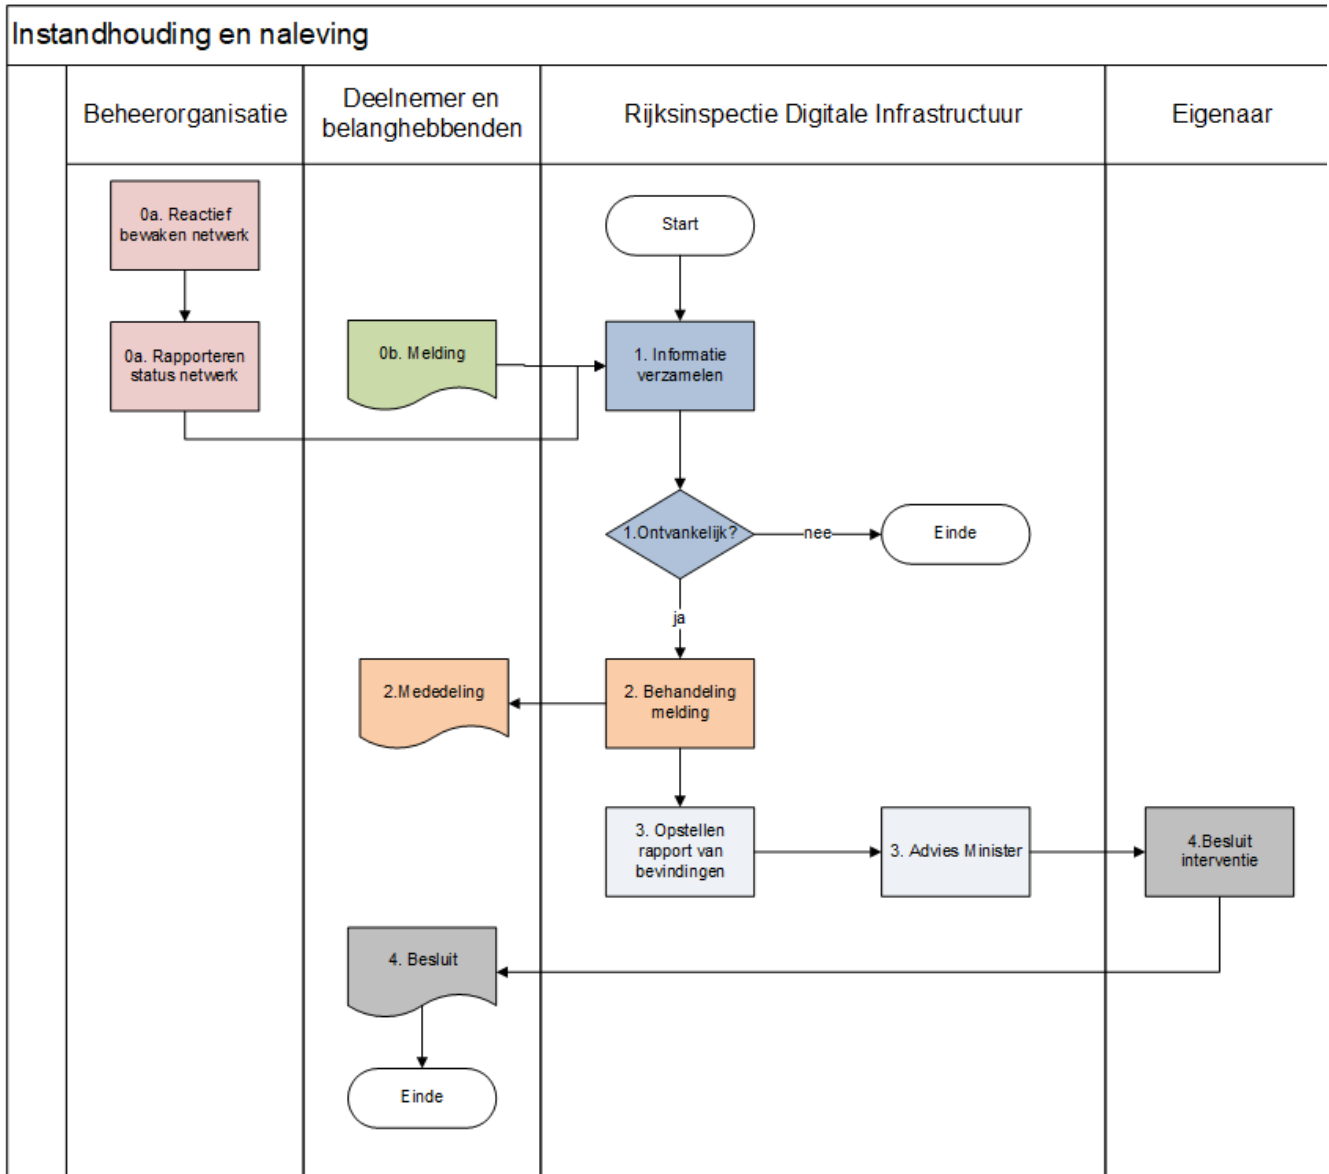 Instandhouding en naleving
Beheerorganisatie
Deelnemer en
belanghebbenden
Rijksinspectie Digitale Infrastructuur
Eigenaar
0a. Reactief
bewaken netwerk
Start
0a. Rapporteren
status netwerk
0b. Melding
1. Informatie
verzamelen
1.Ontvankelijk?
nee
Einde
ja
2.Mededeling
2. Behandeling
melding
3. Opstellen
rapport van
bevindingen
3. Advies Minister
4.Besluit
interventie
4. Besluit
Einde